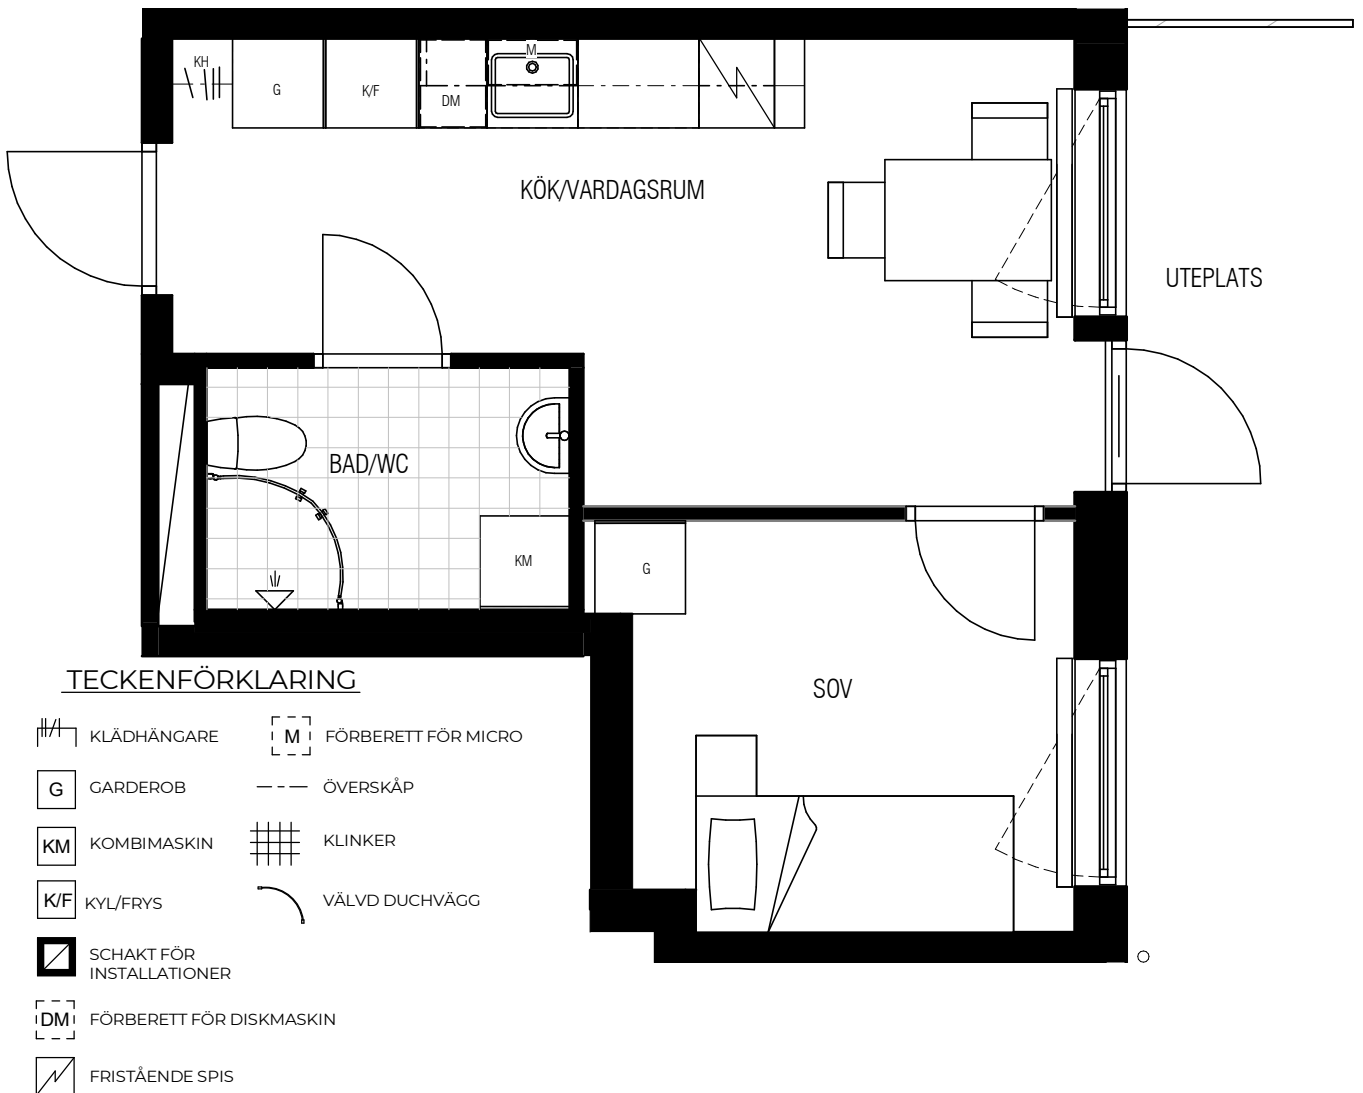 KH
G
K/F
DM
M
KÖK/VARDAGSRUM
UTEPLATS
BAD/WC
KM
G
SOV
TECKENFÖRKLARING
KLÄDHÄNGARE
M FÖRBERETT FÖR MICRO
G GARDEROB
ÖVERSKÅP
KM KOMBIMASKIN
KLINKER
K/F KYL/FRYS
VÄLVD DUCHVÄGG
SCHAKT FÖR
INSTALLATIONER
DM FÖRBERETT FÖR DISKMASKIN
FRISTÅENDE SPIS